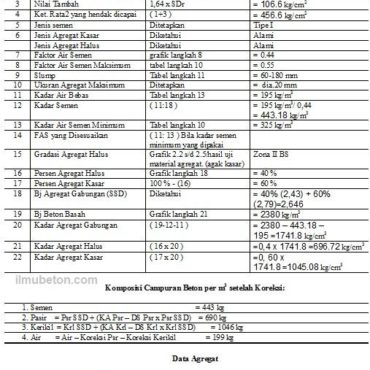 3 Nilai Tambah 1,64 x SDr = 106.6 kg/cm²
4 Ket. Rata2 yang hendak dicapai ( 1+3 ) = 456.6 kg/cm²
5 Jenis semen Ditetapkan Tipe I
6 Jenis Agregat Kasar Diketahui Alami
Jenis Agregat Halus Diketahui Alami
7 Faktor Air Semen grafik langkah 8 = 0.44
8 Faktor Air Semen Maksimum tabel langkah 10 = 0.55
9 Slump Tabel langkah 11 = 60-180 mm
10 Ukuran Agregat Maksimum Ditetapkan = dia.20 mm
11 Kadar Air Bebas Tabel langkah 13 = 195 kg/m³
12 Kadar Semen ( 11:18 ) = 195 kg/m³/ 0,44
= 443.18 kg/m³
13 Kadar Air Semen Minimum Tabel langkah 10 = 325 kg/m³
14 FAS yang Disesuaikan ( 11: 13 ) Bila kadar semen
minimum yang dipakai
15 Gradasi Agregat Halus Grafik 2.2 s/d 2.5/hasil uji Zona II BS
material agregat. (agak kasar)
16 Persen Agregat Halus Grafik langkah 18 = 40 %
17 Persen Agregat Kasar 100 % - (16) = 60 %
18 Bj Agregat Gabungan (SSD) Diketahui = 40% (2,43) + 60%
(2,79)=2,646
19 Bj Beton Basah Grafik langkah 21 = 2380 kg/m³
20 Kadar Agregat Gabungan ( 19-12-11 ) = 2380 – 443.18 –
195 =1741.8 kg/cm³
21 Kadar Agregat Halus ( 16 x 20 ) =0,4 x 1741.8 =696.72 kg/cm³
22 Kadar Agregat Kasar ( 17 x 20 ) =0, 60 x
1741.8 =1045.08 kg/cm³
ilmubeton.com
Komposisi Campuran Beton per m³ setelah Koreksi:
1. Semen = 443 kg
2. Pasir = Psr SSD + (KA Psr – DS Psr x Psr SSD) = 690 kg
3. Kerikil = Krl SSD + (KA Krl – DS Krl x Krl SSD) = 1046 kg
4. Air = Air – Koreksi Psr – Koreksi Kerikil = 199 kg
Data Agregat